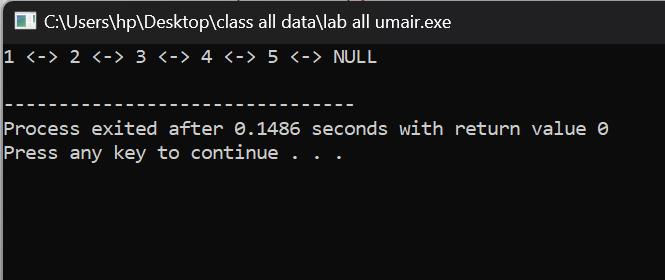 C:\Users\hp\Desktop\class all data\lab all umair.exe
1 <-> 2 <-> 3 <-> 4 <-> 5 <-> NULL
--------------------------------
Process exited after 0.1486 seconds with return value 0
Press any key to continue . . .